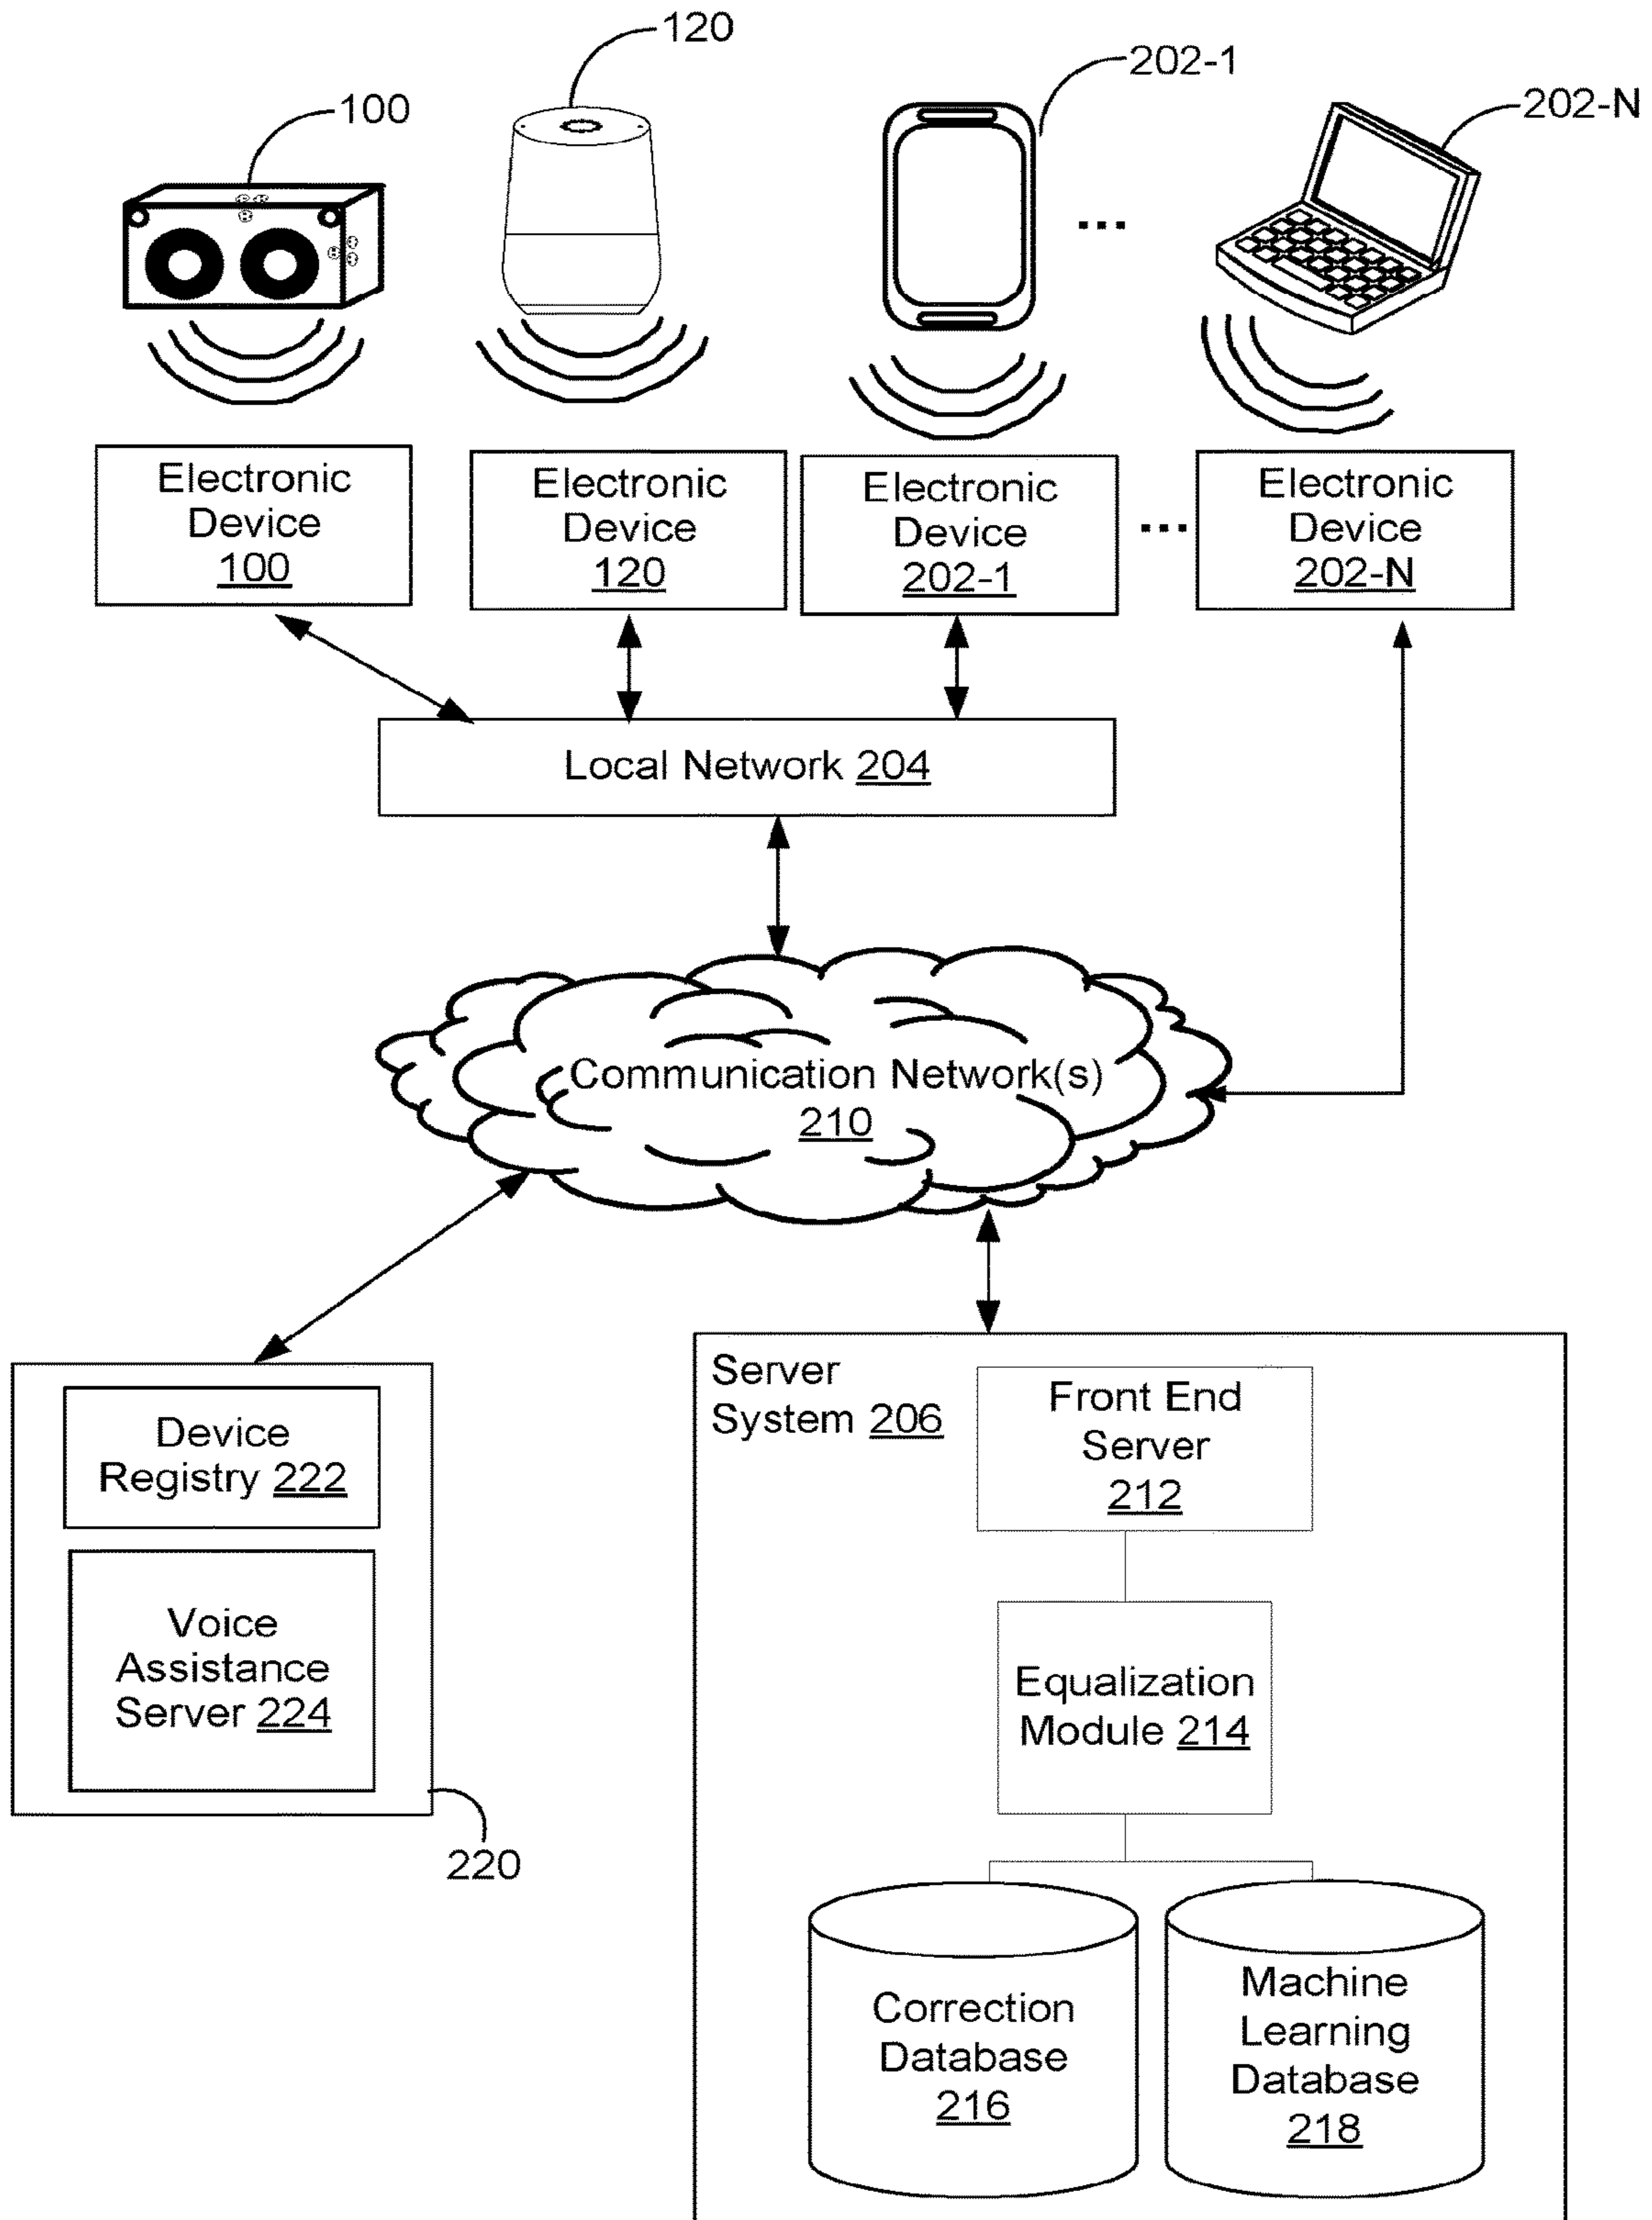 120
202-1
100
202-N
...
Electronic
Device
100
Electronic
Device
120
Electronic
Device
202-1
...
Electronic
Device
202-N
Local Network 204
Communication Network(s)
210
Device
Registry 222
Voice
Assistance
Server 224
220
Server
System 206
Front End
Server
212
Equalization
Module 214
Correction
Database
216
Machine
Learning
Database
218